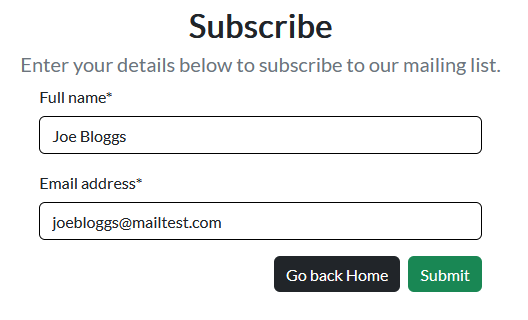 Subscribe
Enter your details below to subscribe to our mailing list.
Full name*
Joe Bloggs
Email address*
joebloggs@mailtest.com
Go back Home Submit